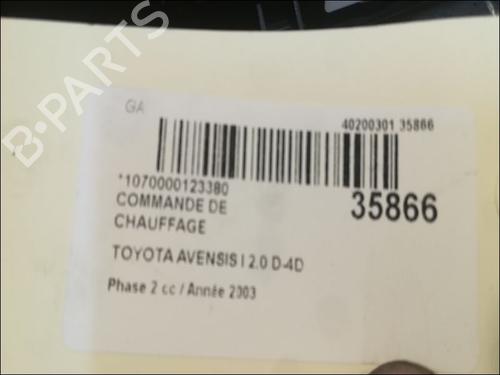 B-PARTS
GA
40200301 35866
*1070000123380
35866
COMMANDE DE
CHAUFFAGE
TOYOTA AVENSIS I 2.0 D-4D
Phase 2 cc / Année 2003